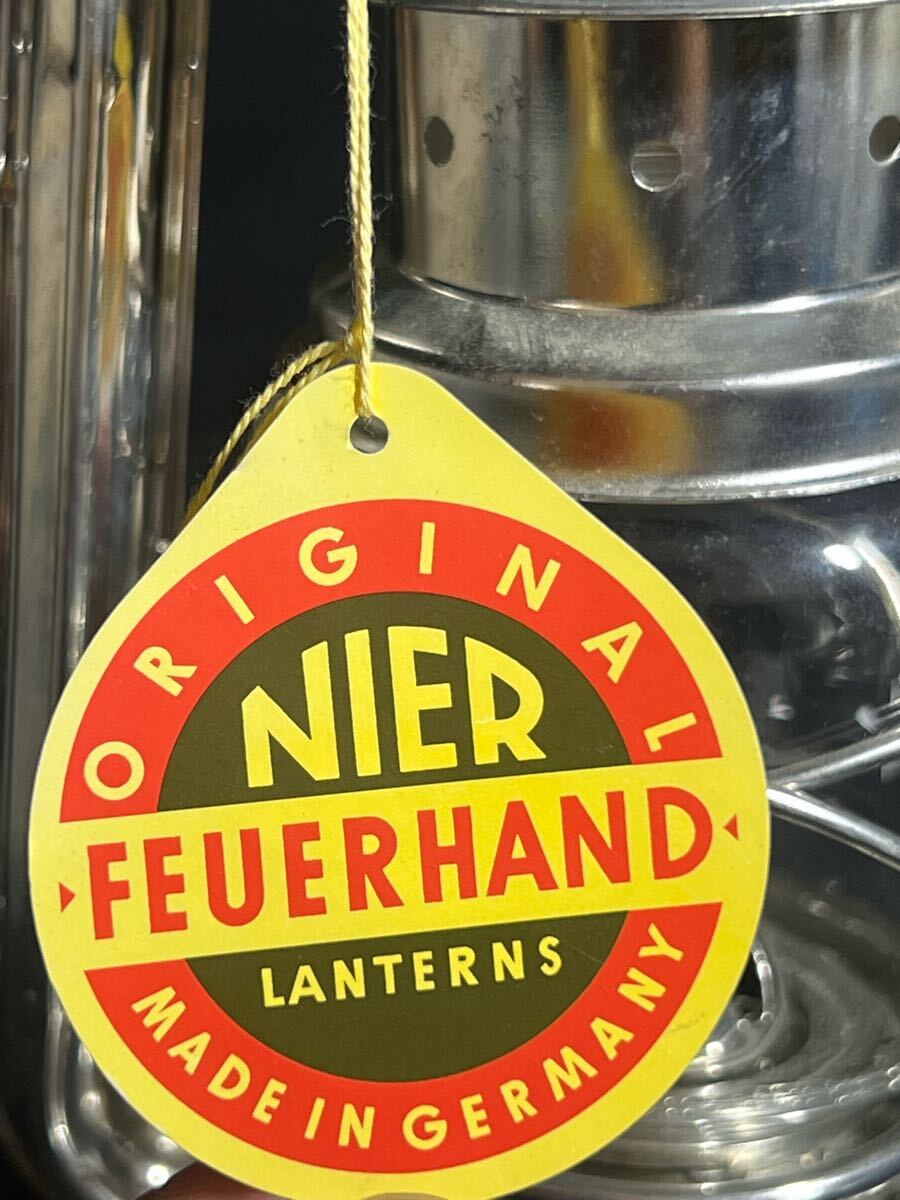 ORIGINAL
NIER
FEUERHAND
LANTERNS
MADE IN GERMANY